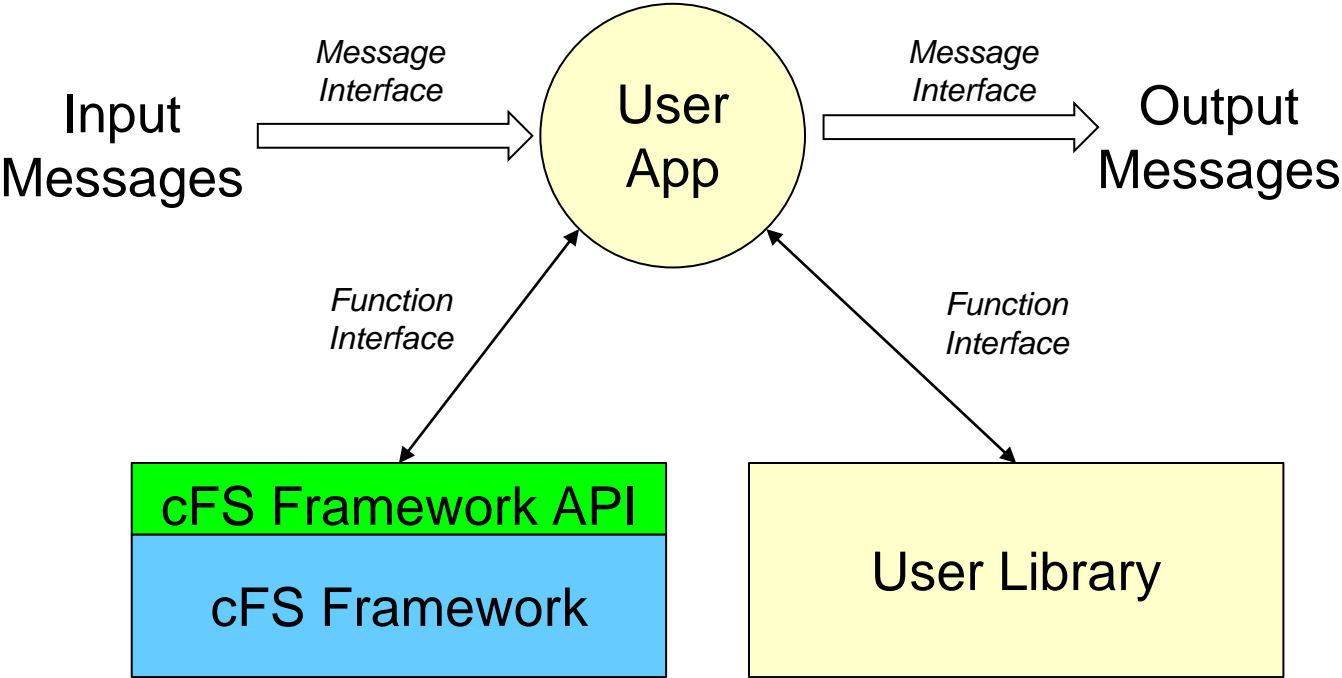 Message
Interface
Input
Messages
User
App
Message
Interface
Output
Messages
Function
Interface
Function
Interface
cFS Framework API
cFS Framework
User Library